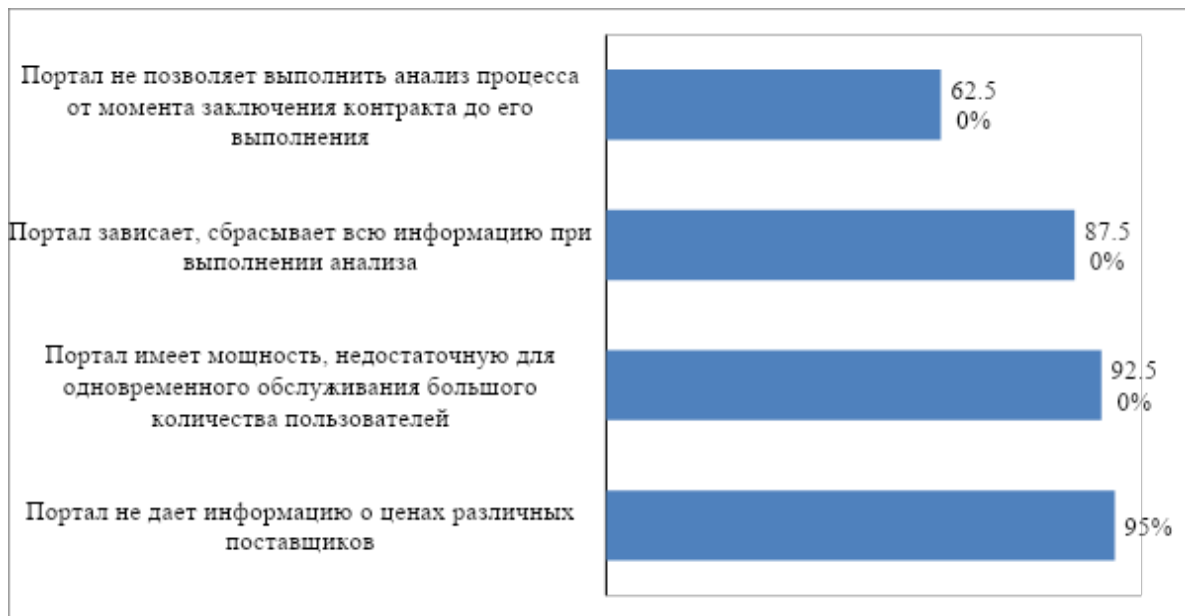 Портал не позволяет выполнить анализ процесса
от момента заключения контракта до его
выполнения
62.5
0%
Портал зависает, сбрасывает всю информацию при
выполнении анализа
87.5
0%
Портал имеет мощность, недостаточную для
одновременного обслуживания большого
количества пользователей
92.5
0%
Портал не дает информацию о ценах различных
поставщиков
95%